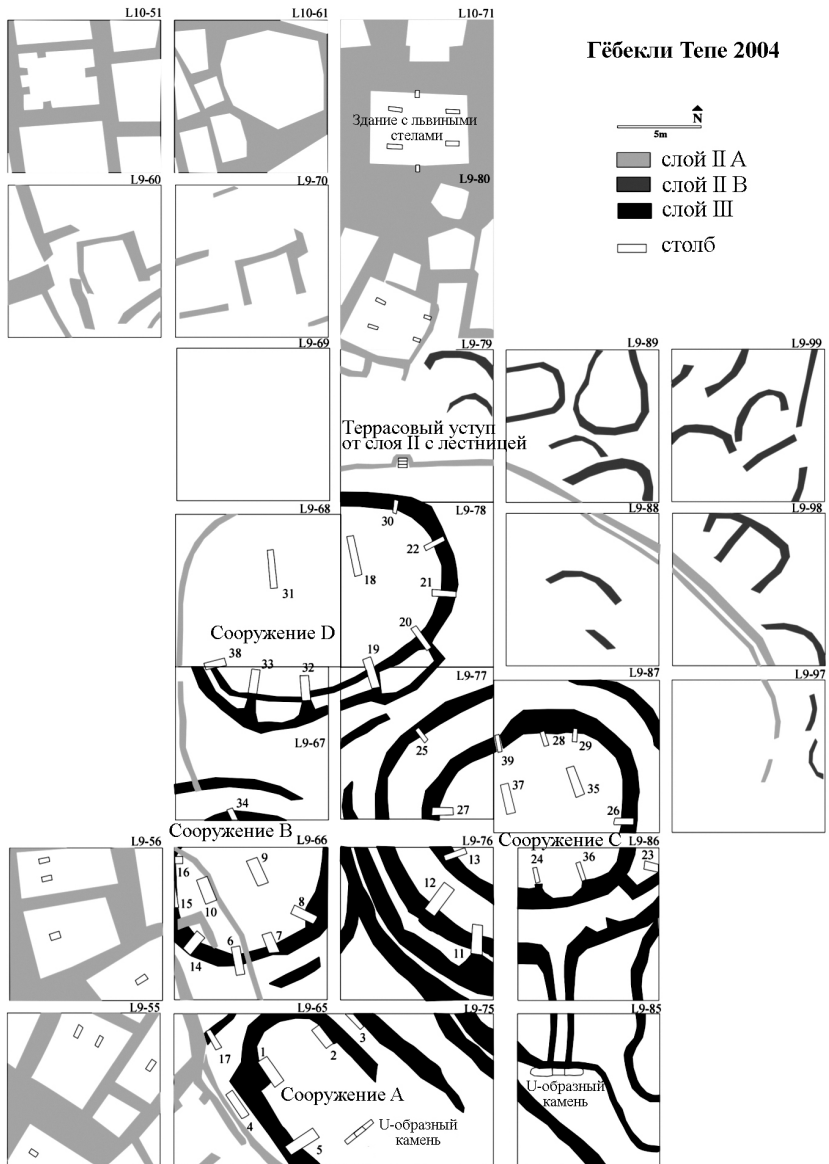 L10-51
L10-61
L10-71
Гёбекли Тепе 2004
N
5m
Здание с львиными
стелами
слой II A
слой II B
слой III
столб
L9-60
L9-70
L9-80
L9-69
L9-79
L9-89
L9-99
Террасовый уступ
от слоя II с лестницей
L9-68
L9-78
L9-88
L9-98
30
22
18
31
21
20
Сооружение D
38
33
32
19
L9-77
L9-87
L9-97
L9-67
25
39
28
29
37
35
34
27
26
Сооружение B
Сооружение C
L9-56
L9-66
L9-76
L9-86
16
9
13
24
36
23
15
10
12
8
14
6
7
11
L9-55
L9-65
L9-75
L9-85
17
1
2
3
U-образный
камень
Сооружение A
4
U-образный
камень
5